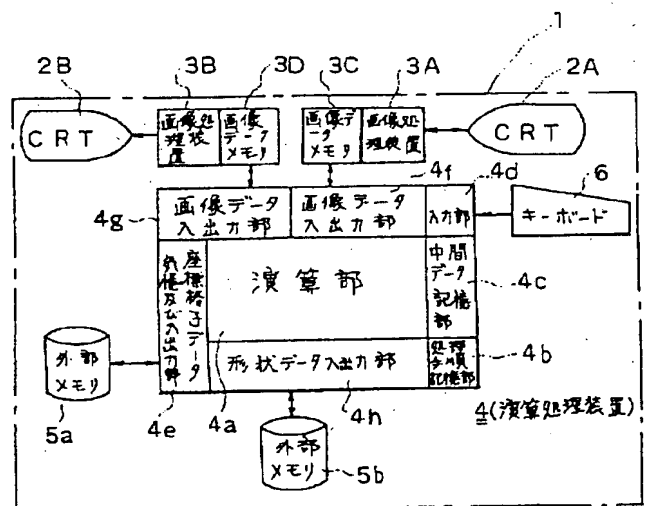 1
2B
3B
3D
3C
3A
2A
CRT
画像処理装置
画像データメモリ
画像データメモリ
画像処理装置
CRT
4f
4d
6
4g
画像データ入出力部
画像データ入出力部
入力部
キーボード
座標格子データ
記憶及び入出力部
演算部
中間データ記憶部
4c
外部メモリ
形状データ入出力部
処理手順記憶部
4b
5a
4e
4a
4h
4(演算処理装置)
外部メモリ
5b